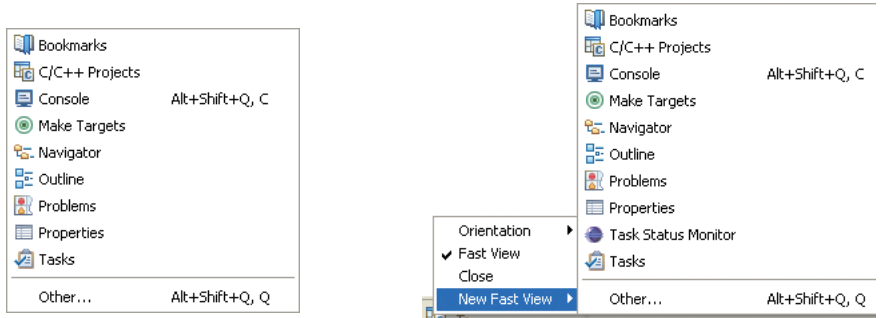 Bookmarks
C/C++ Projects
Console Alt+Shift+Q, C
Make Targets
Navigator
Outline
Problems
Properties
Tasks
Other... Alt+Shift+Q, Q
Orientation
Fast View
Close
New Fast View
Bookmarks
C/C++ Projects
Console Alt+Shift+Q, C
Make Targets
Navigator
Outline
Problems
Properties
Task Status Monitor
Tasks
Other... Alt+Shift+Q, Q